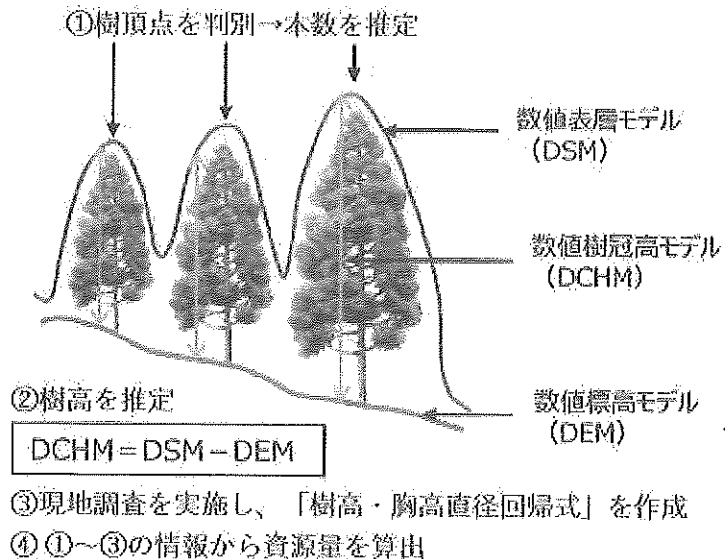 ①樹頂点を判別→本数を推定
数値表層モデル
(DSM)
数値樹冠高モデル
(DCHM)
数値標高モデル
(DEM)
②樹高を推定
DCHM=DSM-DEM
③現地調査を実施し、「樹高・胸高直径回帰式」を作成
④①~③の情報から資源量を算出